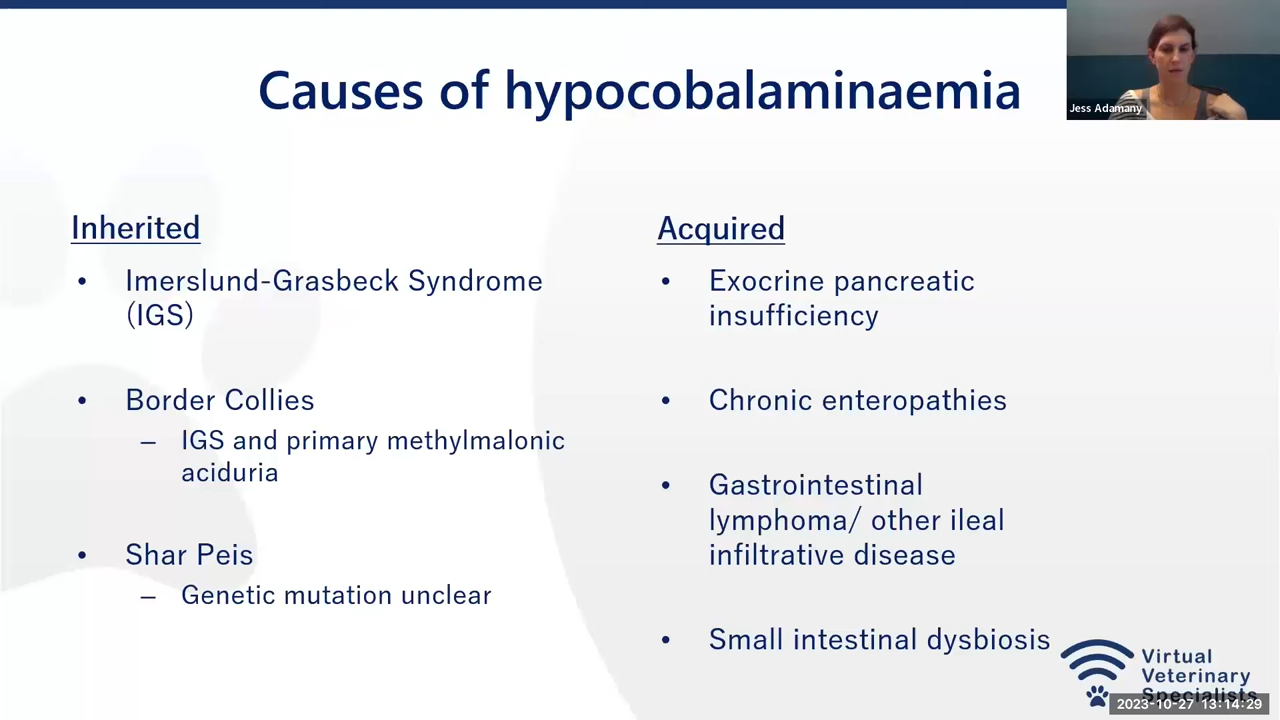 Causes of hypocobalaminaemia
Jess Adamany
Inherited
• Imerslund-Grasbeck Syndrome
(IGS)
• Border Collies
– IGS and primary methylmalonic
aciduria
• Shar Peis
– Genetic mutation unclear
Acquired
• Exocrine pancreatic
insufficiency
• Chronic enteropathies
• Gastrointestinal
lymphoma/ other ileal
infiltrative disease
• Small intestinal dysbiosis
Virtual
Veterinary
Specialists
2023-10-27 13:14:29